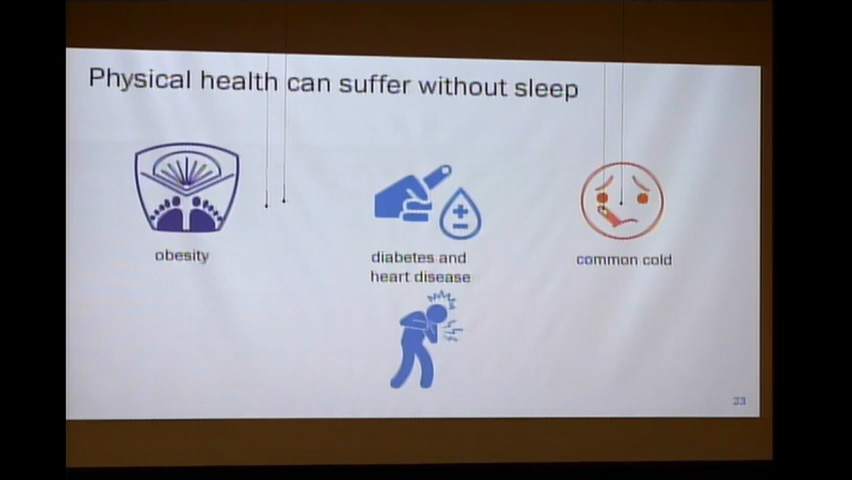 Physical health can suffer without sleep
obesity
diabetes and
heart disease
common cold
23